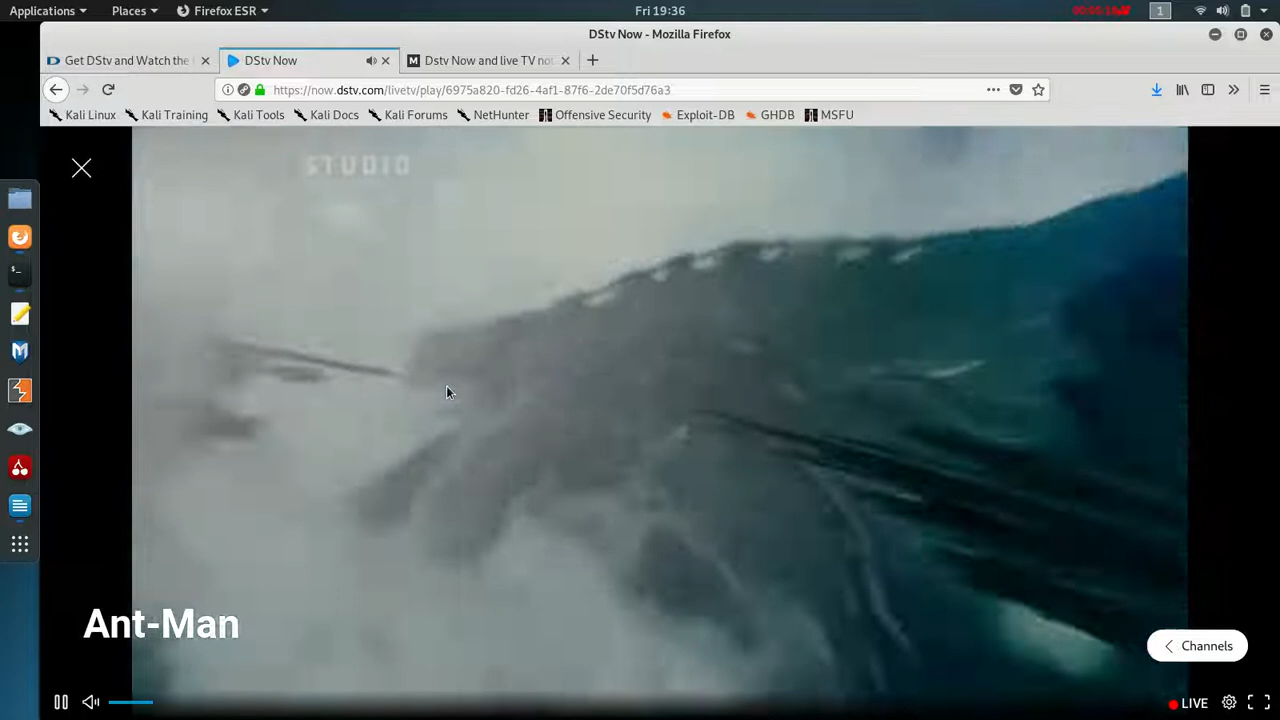 Applications Places Firefox ESR Fri 19:36 1
DStv Now - Mozilla Firefox
Get DStv and Watch the DStv Now DStv Now and live TV no
https://now.dstv.com/livetv/play/6975a820-fd26-4af1-87f6-2de70f5d76a3
Kali Linux Kali Training Kali Tools Kali Docs Kali Forums NetHunter Offensive Security Exploit-DB GHDB MSFU
STUDIO
Ant-Man
Channels
LIVE